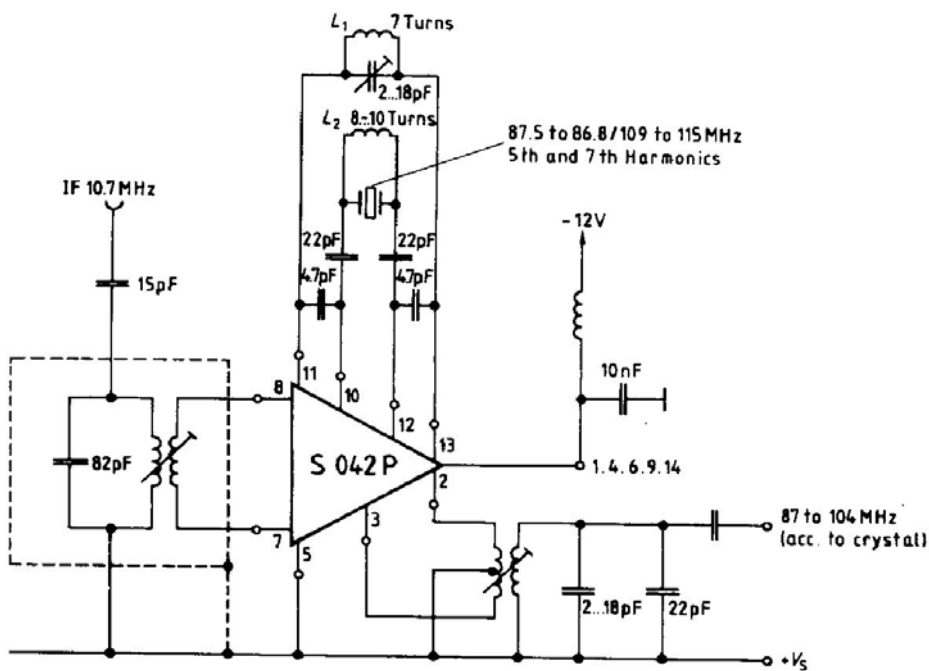 L₁ 7 Turns
2...18pF
L₂ 8-10 Turns
87.5 to 86.8/109 to 115 MHz
5th and 7th Harmonics
IF 10.7 MHz
-12V
22pF
22pF
4.7pF
4.7pF
15pF
10nF
11
8
10
12
13
82pF
S 042P
2
1.4.6.9.14
3
7
5
87 to 104 MHz
(acc. to crystal)
2...18pF
22pF
+Vs